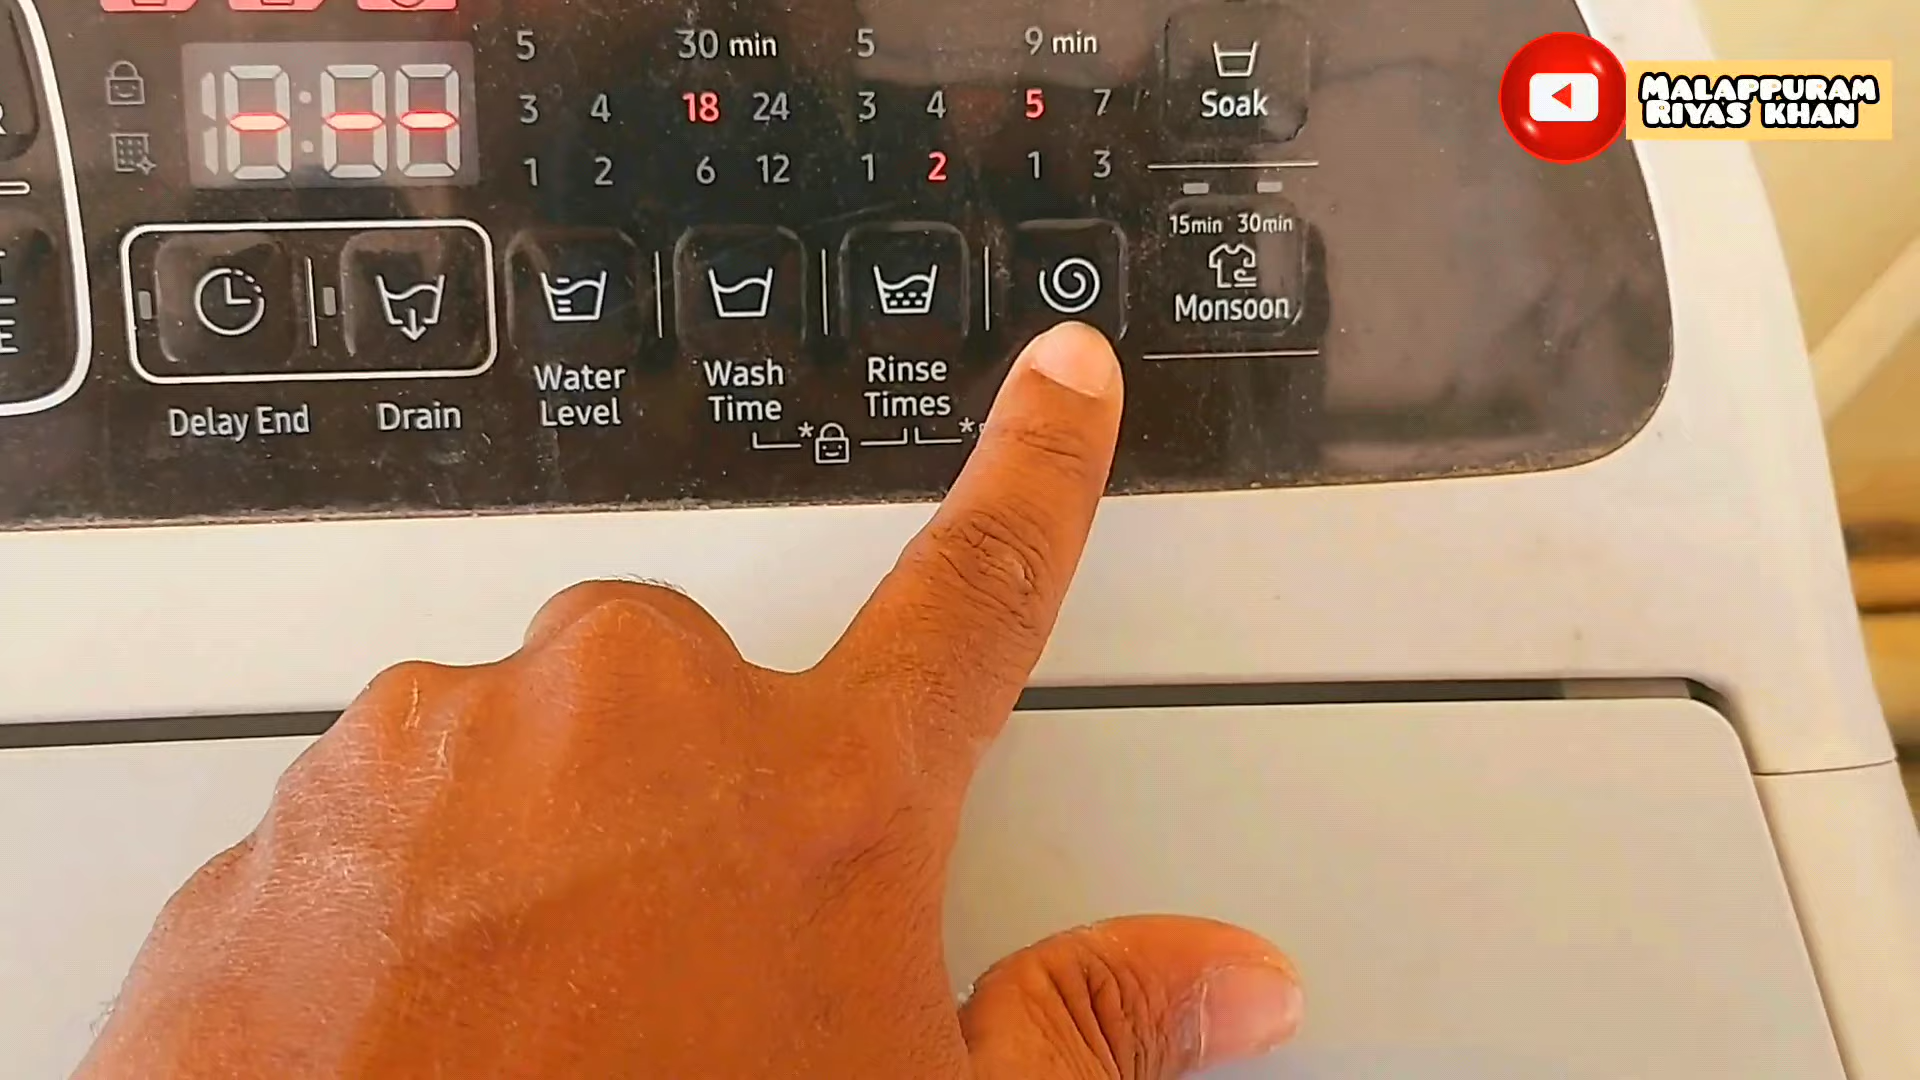 5 30 min 5 9 min
3 4 18 24 3 4 5 7
1 2 6 12 1 2 1 3
Soak
15min 30min
Monsoon
Delay End
Drain
Water
Level
Wash
Time
Rinse
Times
* *
E
MALAPPURAM
RIYAS KHAN